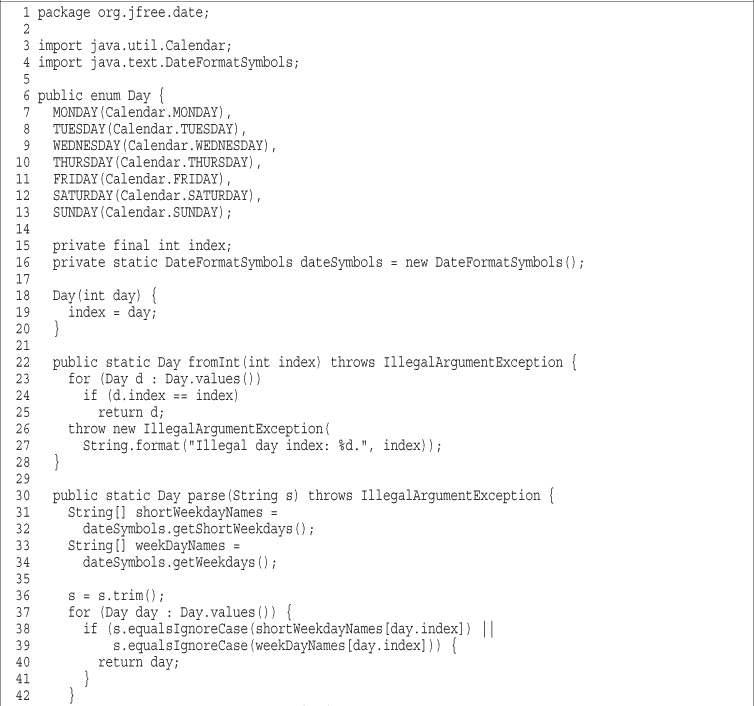 1 package org.jfree.date;
2
3 import java.util.Calendar;
4 import java.text.DateFormatSymbols;
5
6 public enum Day {
7   MONDAY(Calendar.MONDAY),
8   TUESDAY(Calendar.TUESDAY),
9   WEDNESDAY(Calendar.WEDNESDAY),
10   THURSDAY(Calendar.THURSDAY),
11   FRIDAY(Calendar.FRIDAY),
12   SATURDAY(Calendar.SATURDAY),
13   SUNDAY(Calendar.SUNDAY);
14
15   private final int index;
16   private static DateFormatSymbols dateSymbols = new DateFormatSymbols();
17
18   Day(int day) {
19     index = day;
20   }
21
22   public static Day fromInt(int index) throws IllegalArgumentException {
23     for (Day d : Day.values())
24       if (d.index == index)
25         return d;
26     throw new IllegalArgumentException(
27       String.format("Illegal day index: %d.", index));
28   }
29
30   public static Day parse(String s) throws IllegalArgumentException {
31     String[] shortWeekdayNames =
32       dateSymbols.getShortWeekdays();
33     String[] weekDayNames =
34       dateSymbols.getWeekdays();
35
36     s = s.trim();
37     for (Day day : Day.values()) {
38       if (s.equalsIgnoreCase(shortWeekdayNames[day.index]) ||
39           s.equalsIgnoreCase(weekDayNames[day.index])) {
40         return day;
41       }
42     }